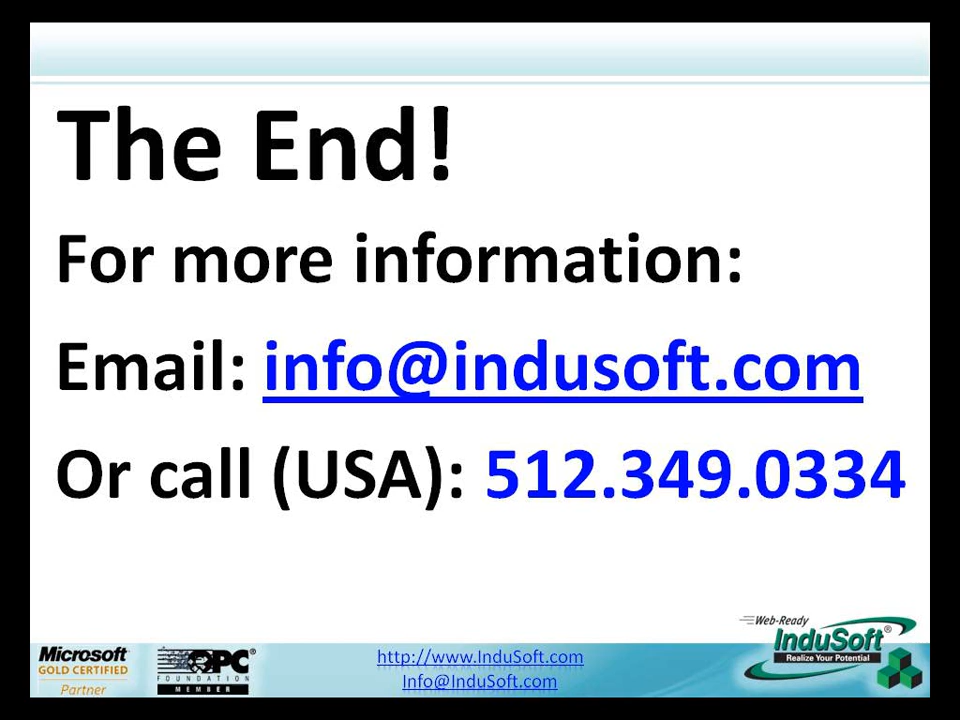 The End!
For more information:
Email: info@indusoft.com
Or call (USA): 512.349.0334
Web-Ready
InduSoft®
Realize Your Potential
Microsoft
GOLD CERTIFIED
Partner
OPC
FOUNDATION
MEMBER
http://www.InduSoft.com
Info@InduSoft.com